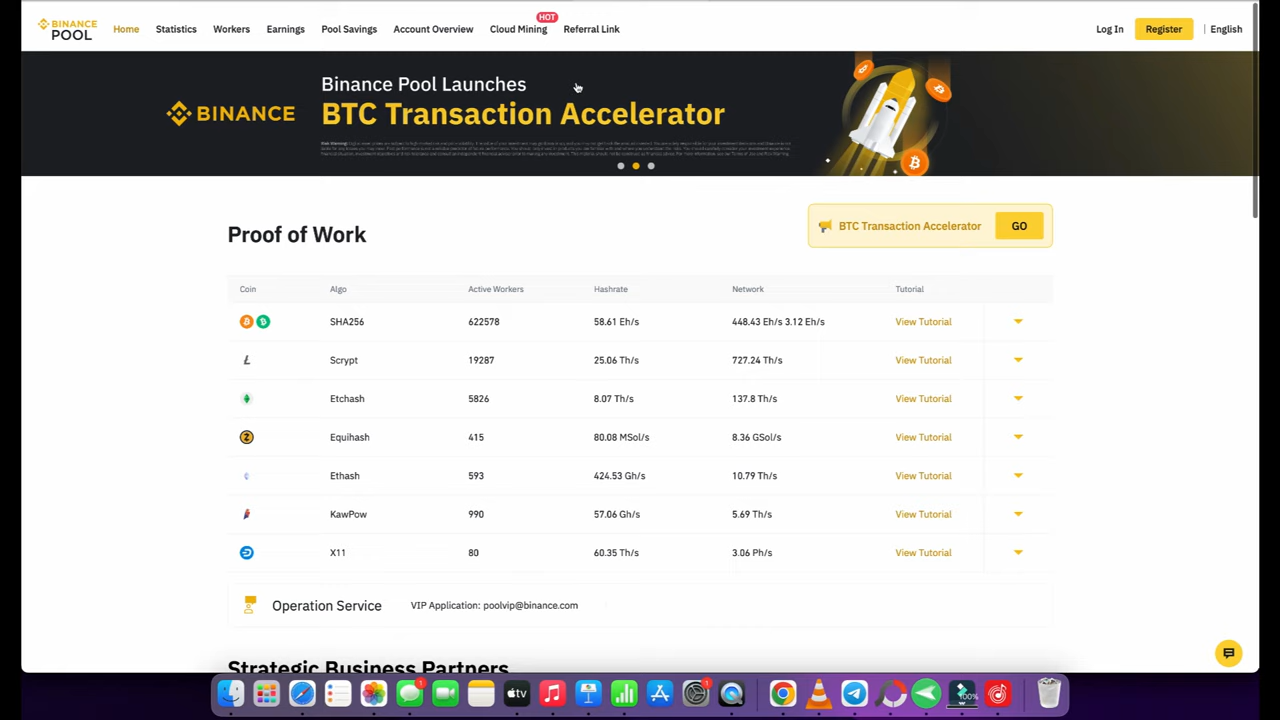 BINANCE
POOL
Home Statistics Workers Earnings Pool Savings Account Overview Cloud Mining HOT Referral Link Log In Register English
BINANCE
Binance Pool Launches
BTC Transaction Accelerator
Proof of Work
BTC Transaction Accelerator GO
Coin Algo Active Workers Hashrate Network Tutorial
SHA256 622578 58.61 Eh/s 448.43 Eh/s 3.12 Eh/s View Tutorial
Scrypt 19287 25.06 Th/s 727.24 Th/s View Tutorial
Etchash 5826 8.07 Th/s 137.8 Th/s View Tutorial
Equihash 415 80.08 MSol/s 8.36 GSol/s View Tutorial
Ethash 593 424.53 Gh/s 10.79 Th/s View Tutorial
KawPow 990 57.06 Gh/s 5.69 Th/s View Tutorial
X11 80 60.35 Th/s 3.06 Ph/s View Tutorial
Operation Service VIP Application: poolvip@binance.com
Strategic Business Partners
1 tv 1 100%